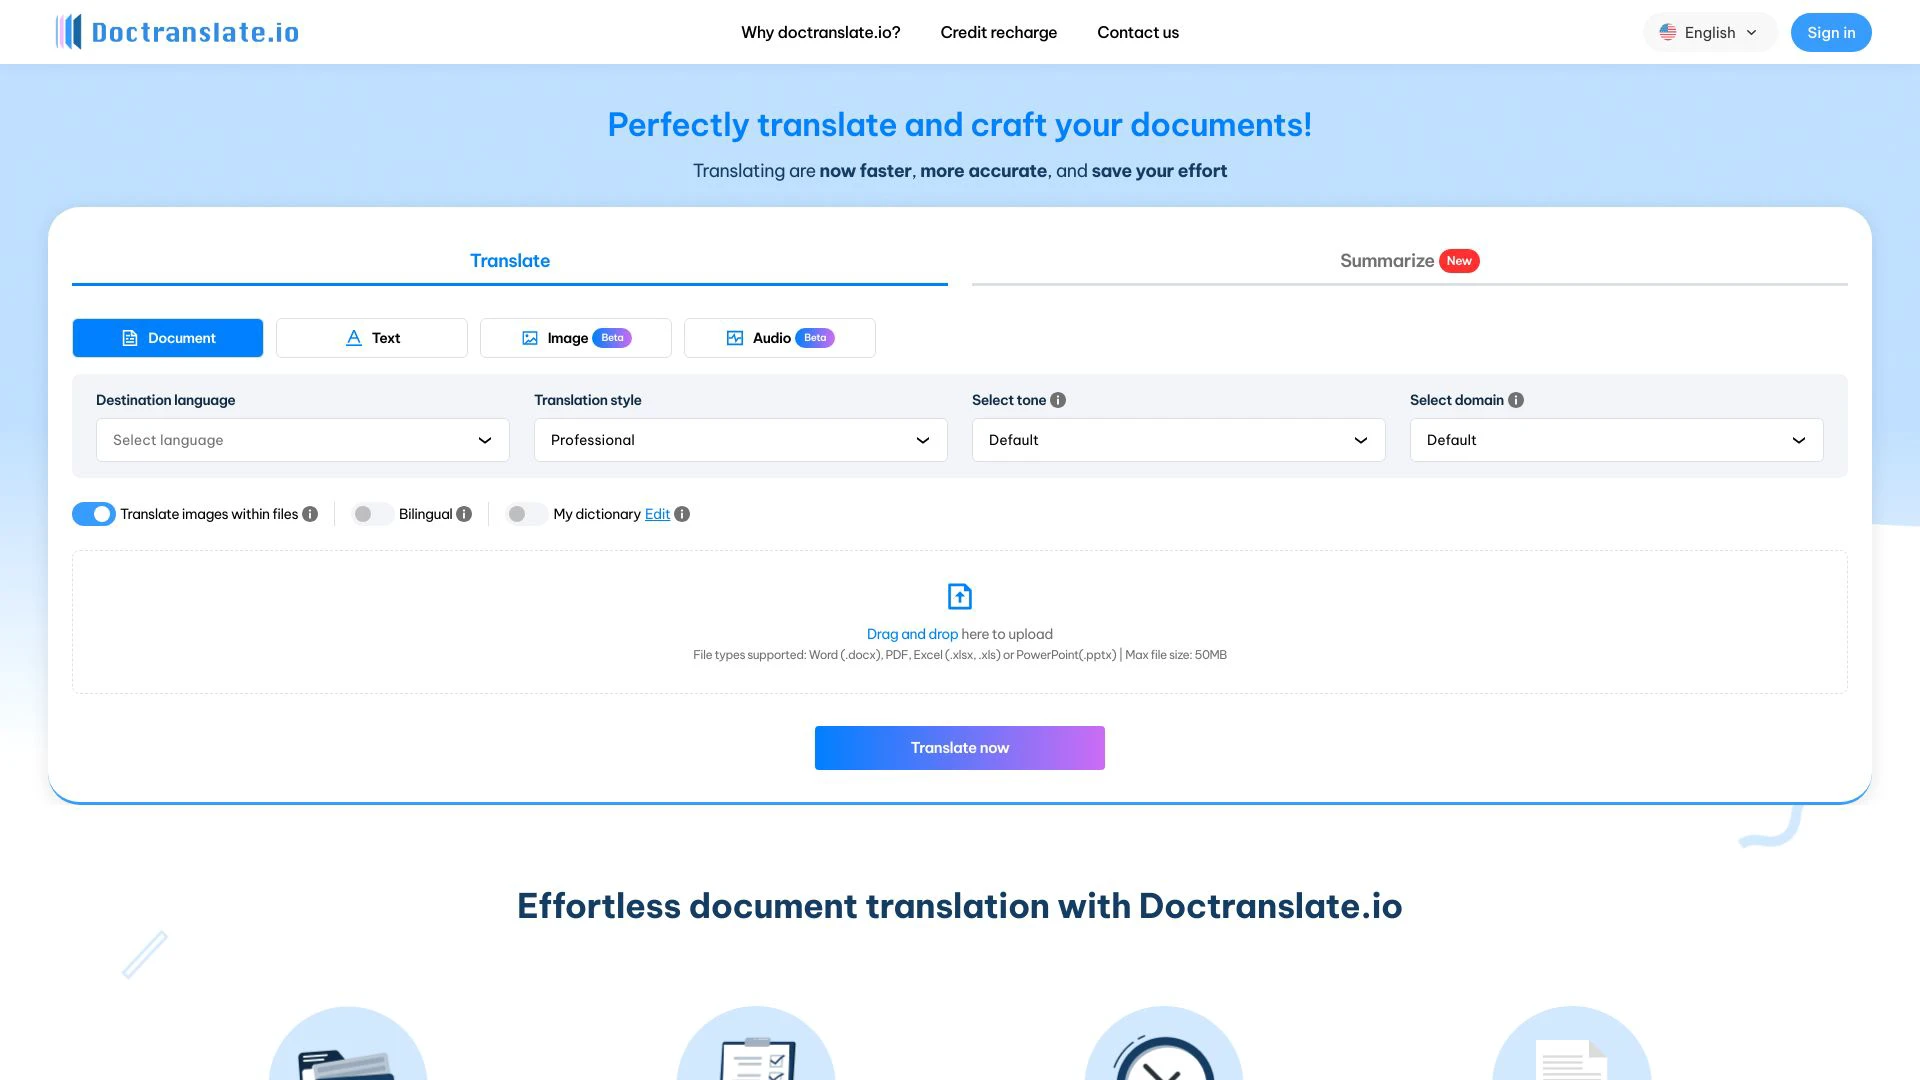 Doctranslate.io
Why doctranslate.io? Credit recharge Contact us
English
Sign in
Perfectly translate and craft your documents!
Translating are now faster, more accurate, and save your effort
Translate
Summarize New
Document
Text
Image Beta
Audio Beta
Destination language
Select language
Translation style
Professional
Select tone
Default
Select domain
Default
Translate images within files
Bilingual
My dictionary Edit
Drag and drop here to upload
File types supported: Word (.docx), PDF, Excel (.xlsx, .xls) or PowerPoint(.pptx) | Max file size: 50MB
Translate now
Effortless document translation with Doctranslate.io